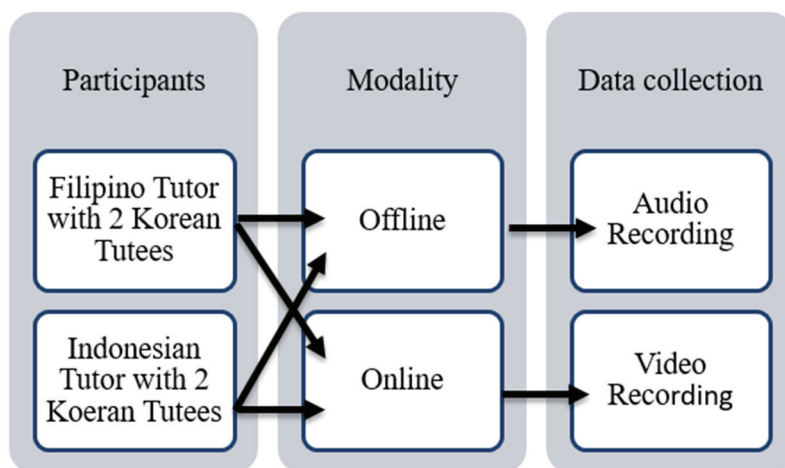 Participants
Filipino Tutor
with 2 Korean
Tutees
Indonesian
Tutor with 2
Koeran Tutees
Modality
Offline
Online
Data collection
Audio
Recording
Video
Recording